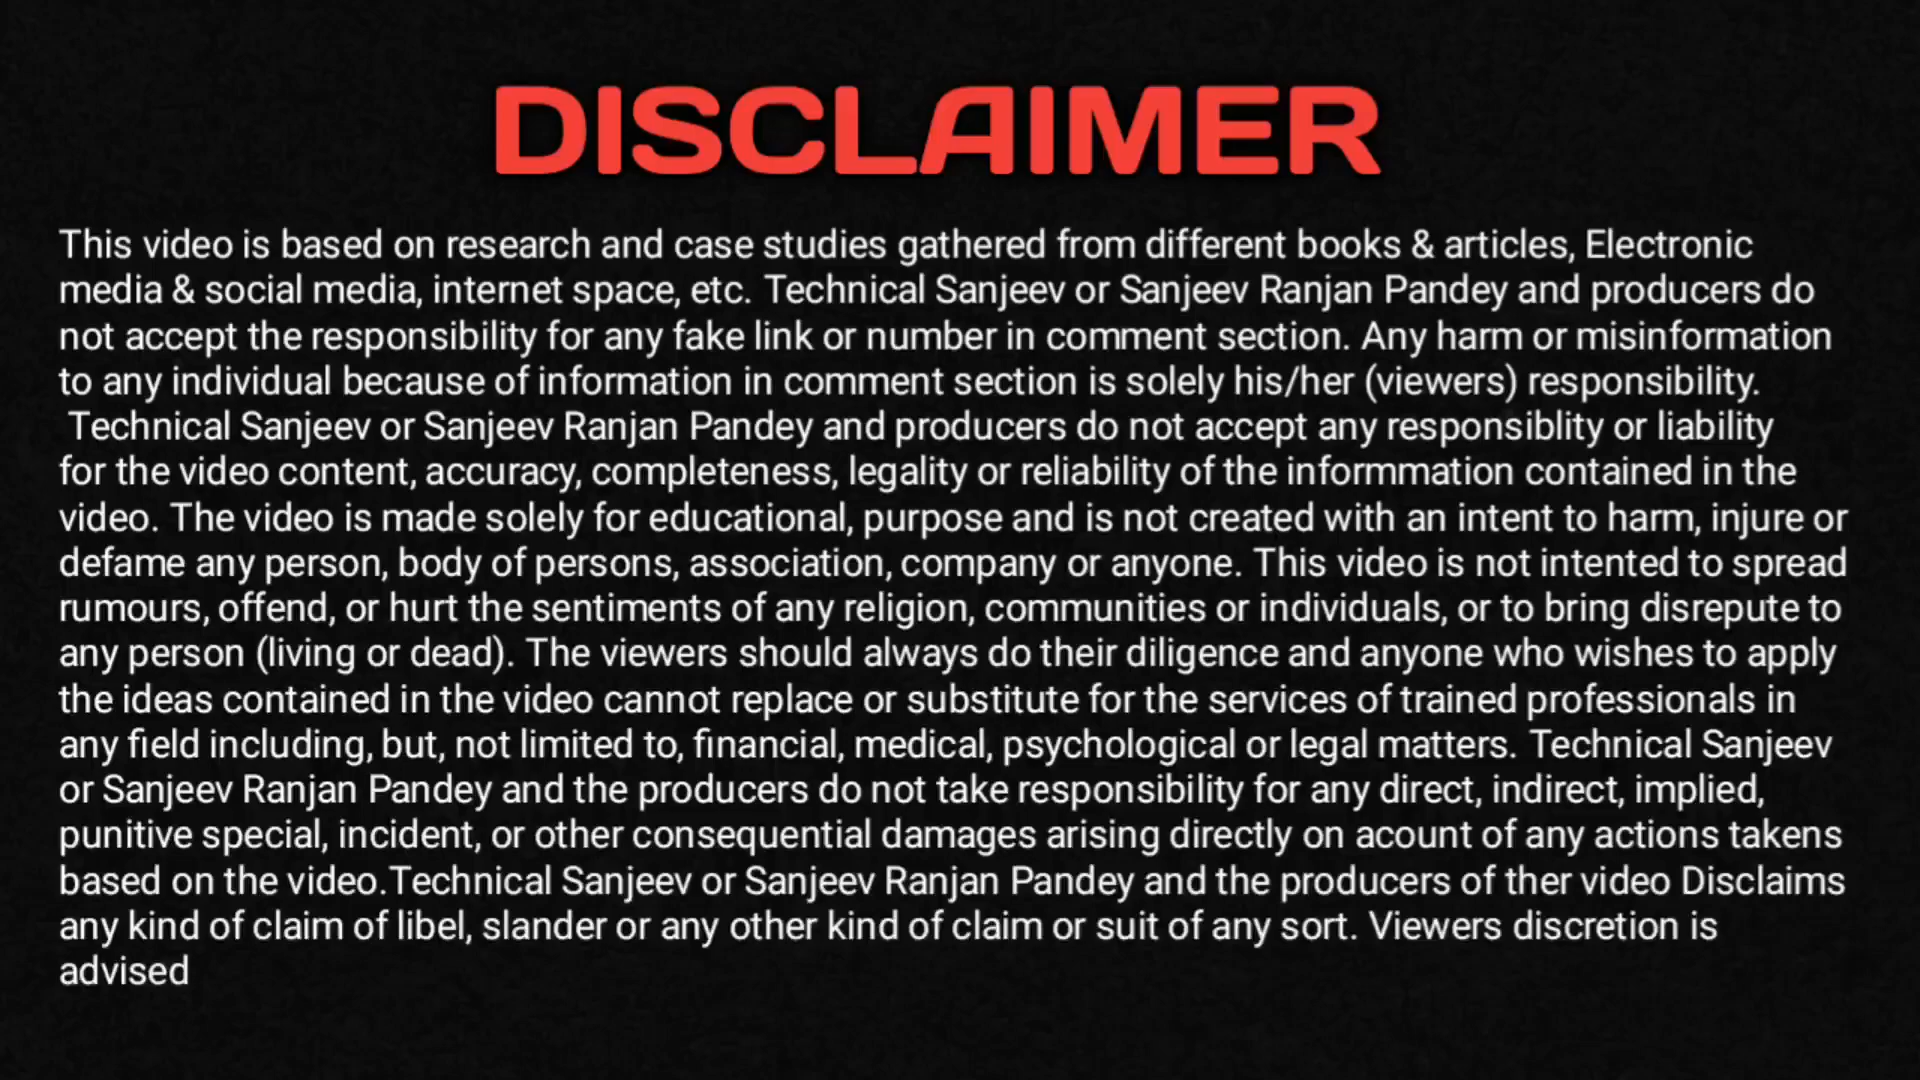 DISCLAIMER
This video is based on research and case studies gathered from different books & articles, Electronic
media & social media, internet space, etc. Technical Sanjeev or Sanjeev Ranjan Pandey and producers do
not accept the responsibility for any fake link or number in comment section. Any harm or misinformation
to any individual because of information in comment section is solely his/her (viewers) responsibility.
Technical Sanjeev or Sanjeev Ranjan Pandey and producers do not accept any responsiblity or liability
for the video content, accuracy, completeness, legality or reliability of the informmation contained in the
video. The video is made solely for educational, purpose and is not created with an intent to harm, injure or
defame any person, body of persons, association, company or anyone. This video is not intented to spread
rumours, offend, or hurt the sentiments of any religion, communities or individuals, or to bring disrepute to
any person (living or dead). The viewers should always do their diligence and anyone who wishes to apply
the ideas contained in the video cannot replace or substitute for the services of trained professionals in
any field including, but, not limited to, financial, medical, psychological or legal matters. Technical Sanjeev
or Sanjeev Ranjan Pandey and the producers do not take responsibility for any direct, indirect, implied,
punitive special, incident, or other consequential damages arising directly on acount of any actions takens
based on the video.Technical Sanjeev or Sanjeev Ranjan Pandey and the producers of ther video Disclaims
any kind of claim of libel, slander or any other kind of claim or suit of any sort. Viewers discretion is
advised